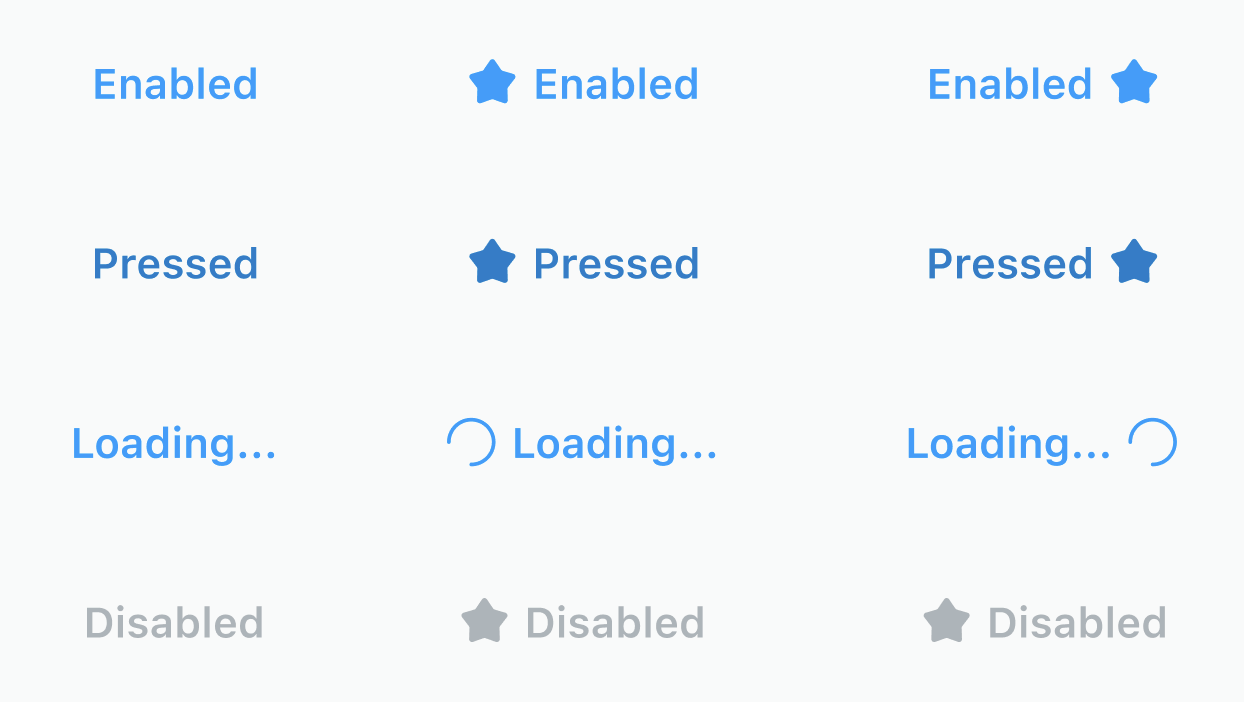 Enabled Enabled Enabled
Pressed Pressed Pressed
Loading... Loading... Loading...
Disabled Disabled Disabled